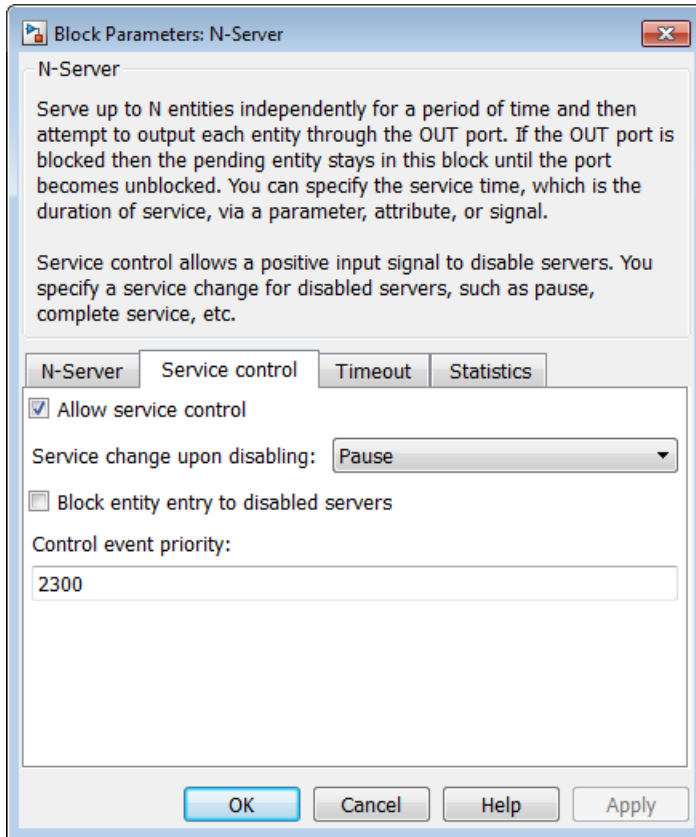 Block Parameters: N-Server
N-Server
Serve up to N entities independently for a period of time and then
attempt to output each entity through the OUT port. If the OUT port is
blocked then the pending entity stays in this block until the port
becomes unblocked. You can specify the service time, which is the
duration of service, via a parameter, attribute, or signal.
Service control allows a positive input signal to disable servers. You
specify a service change for disabled servers, such as pause,
complete service, etc.
N-Server Service control Timeout Statistics
Allow service control
Service change upon disabling: Pause
Block entity entry to disabled servers
Control event priority:
2300
OK Cancel Help Apply